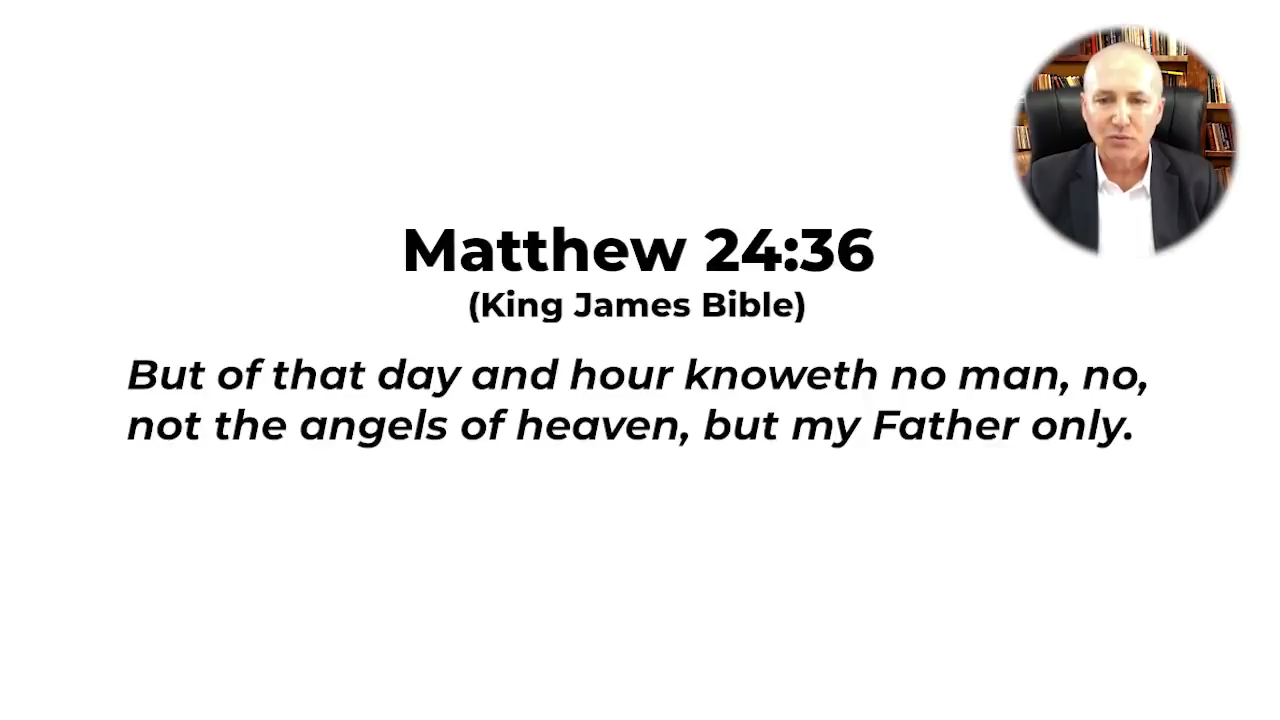 Matthew 24:36
(King James Bible)
But of that day and hour knoweth no man, no,
not the angels of heaven, but my Father only.